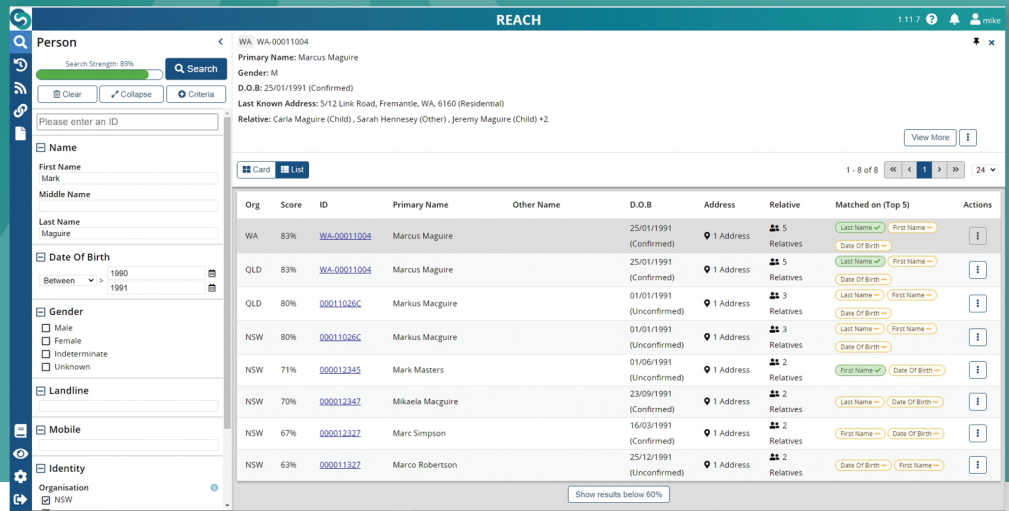 REACH
1.11.7 mike
Person
Search Strength: 89%
Search
Clear Collapse Criteria
Please enter an ID
Name
First Name
Mark
Middle Name
Last Name
Maguire
Date Of Birth
Between > 1990
1991
Gender
Male
Female
Indeterminate
Unknown
Landline
Mobile
Identity
Organisation
NSW
WA WA-00011004
Primary Name: Marcus Maguire
Gender: M
D.O.B: 25/01/1991 (Confirmed)
Last Known Address: 5/12 Link Road, Fremantle, WA, 6160 (Residential)
Relative: Carla Maguire (Child) , Sarah Hennesey (Other) , Jeremy Maguire (Child) +2
View More
Card List
1 - 8 of 8 « < 1 > » 24
Org Score ID Primary Name Other Name D.O.B Address Relative Matched on (Top 5) Actions
WA 83% WA-00011004 Marcus Maguire 25/01/1991 (Confirmed) 1 Address 5 Relatives Last Name First Name Date Of Birth
QLD 83% WA-00011004 Marcus Maguire 25/01/1991 (Confirmed) 1 Address 5 Relatives Last Name First Name Date Of Birth
QLD 80% 00011026C Markus Macguire 01/01/1991 (Unconfirmed) 1 Address 3 Relatives Last Name First Name Date Of Birth
NSW 80% 00011026C Markus Macguire 01/01/1991 (Unconfirmed) 1 Address 3 Relatives Last Name First Name Date Of Birth
NSW 71% 000012345 Mark Masters 01/06/1991 (Unconfirmed) 1 Address 2 Relatives First Name Date Of Birth
NSW 70% 000012347 Mikaela Macguire 23/09/1991 (Confirmed) 1 Address 2 Relatives Last Name Date Of Birth
NSW 67% 000012327 Marc Simpson 16/03/1991 (Confirmed) 1 Address 2 Relatives First Name Date Of Birth
NSW 63% 000011327 Marco Robertson 25/12/1991 (Unconfirmed) 1 Address 2 Relatives Date Of Birth First Name
Show results below 60%